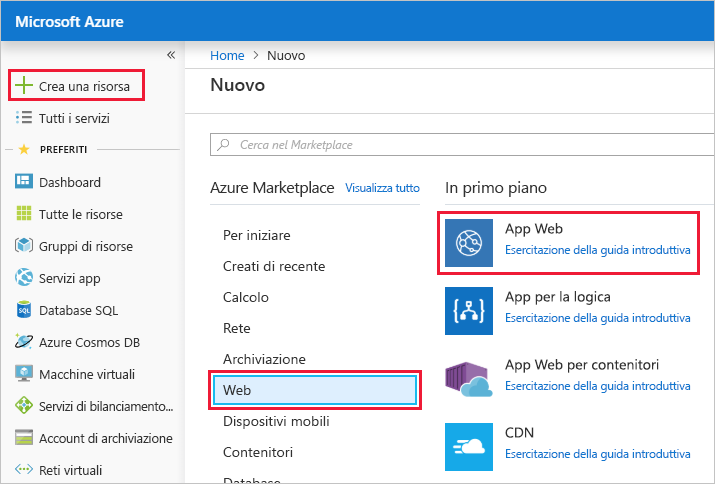 Microsoft Azure
«
Crea una risorsa
Tutti i servizi
PREFERITI
Dashboard
Tutte le risorse
Gruppi di risorse
Servizi app
SQL
Database SQL
Azure Cosmos DB
Macchine virtuali
Servizi di bilanciamento...
Account di archiviazione
Reti virtuali
Home > Nuovo
Nuovo
Cerca nel Marketplace
Azure Marketplace Visualizza tutto
Per iniziare
Creati di recente
Calcolo
Rete
Archiviazione
Web
Dispositivi mobili
Contenitori
Database
In primo piano
App Web
Esercitazione della guida introduttiva
App per la logica
Esercitazione della guida introduttiva
App Web per contenitori
Esercitazione della guida introduttiva
CDN
Esercitazione della guida introduttiva